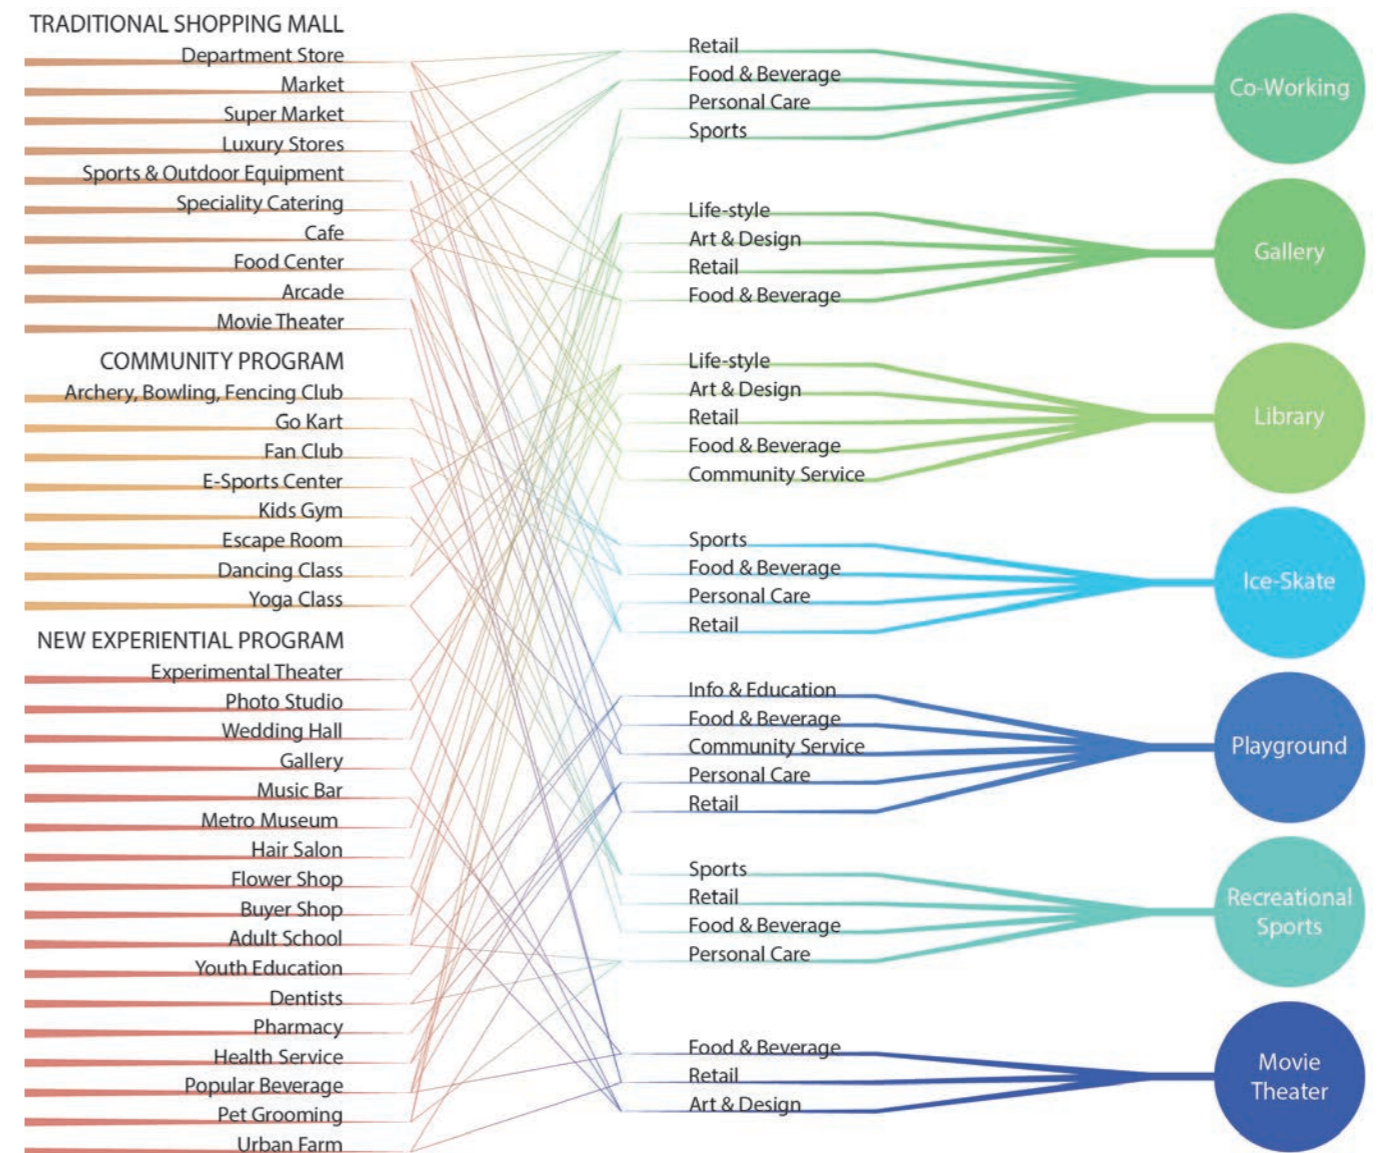 TRADITIONAL SHOPPING MALL
Department Store
Market
Super Market
Luxury Stores
Sports & Outdoor Equipment
Speciality Catering
Cafe
Food Center
Arcade
Movie Theater
COMMUNITY PROGRAM
Archery, Bowling, Fencing Club
Go Kart
Fan Club
E-Sports Center
Kids Gym
Escape Room
Dancing Class
Yoga Class
NEW EXPERIENTIAL PROGRAM
Experimental Theater
Photo Studio
Wedding Hall
Gallery
Music Bar
Metro Museum
Hair Salon
Flower Shop
Buyer Shop
Adult School
Youth Education
Dentists
Pharmacy
Health Service
Popular Beverage
Pet Grooming
Urban Farm
Retail
Food & Beverage
Personal Care
Sports
Life-style
Art & Design
Retail
Food & Beverage
Life-style
Art & Design
Retail
Food & Beverage
Community Service
Sports
Food & Beverage
Personal Care
Retail
Info & Education
Food & Beverage
Community Service
Personal Care
Retail
Sports
Retail
Food & Beverage
Personal Care
Food & Beverage
Retail
Art & Design
Co-Working
Gallery
Library
Ice-Skate
Playground
Recreational
Sports
Movie
Theater